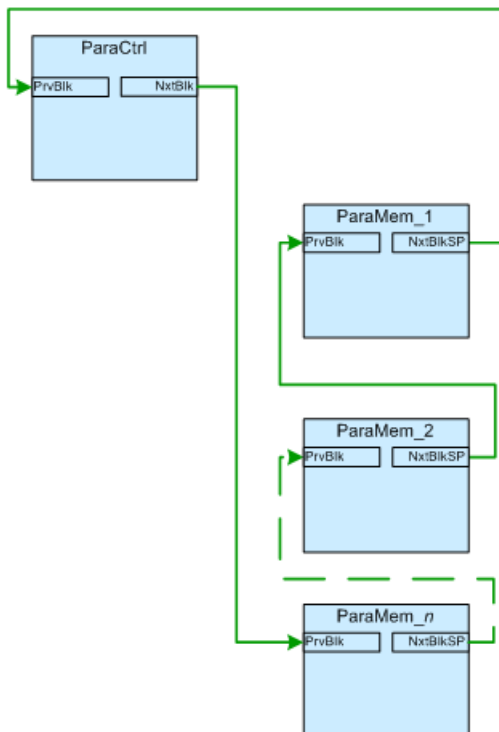 ParaCtrl
PrvBlk NxtBlk
ParaMem_1
PrvBlk NxtBlkSP
ParaMem_2
PrvBlk NxtBlkSP
ParaMem_n
PrvBlk NxtBlkSP